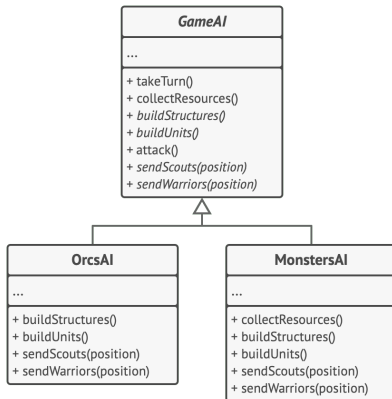 GameAI
...
+ takeTurn()
+ collectResources()
+ buildStructures()
+ buildUnits()
+ attack()
+ sendScouts(position)
+ sendWarriors(position)
OrcsAI
...
+ buildStructures()
+ buildUnits()
+ sendScouts(position)
+ sendWarriors(position)
MonstersAI
...
+ collectResources()
+ buildStructures()
+ buildUnits()
+ sendScouts(position)
+ sendWarriors(position)